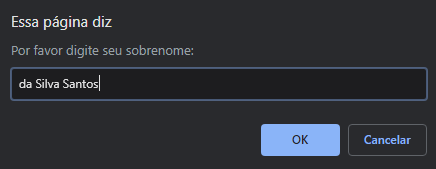 Essa página diz
Por favor digite seu sobrenome:
da Silva Santos
OK
Cancelar